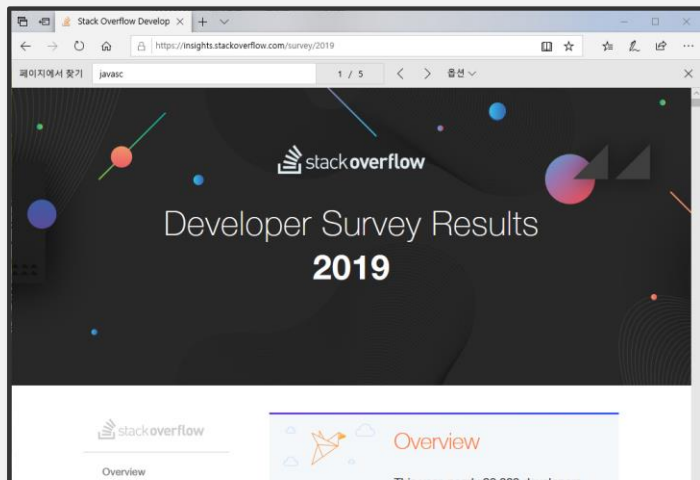 Stack Overflow Develop
https://insights.stackoverflow.com/survey/2019
페이지에서 찾기 javasc 1 / 5 옵션
stackoverflow
Developer Survey Results
2019
stackoverflow
Overview
Overview